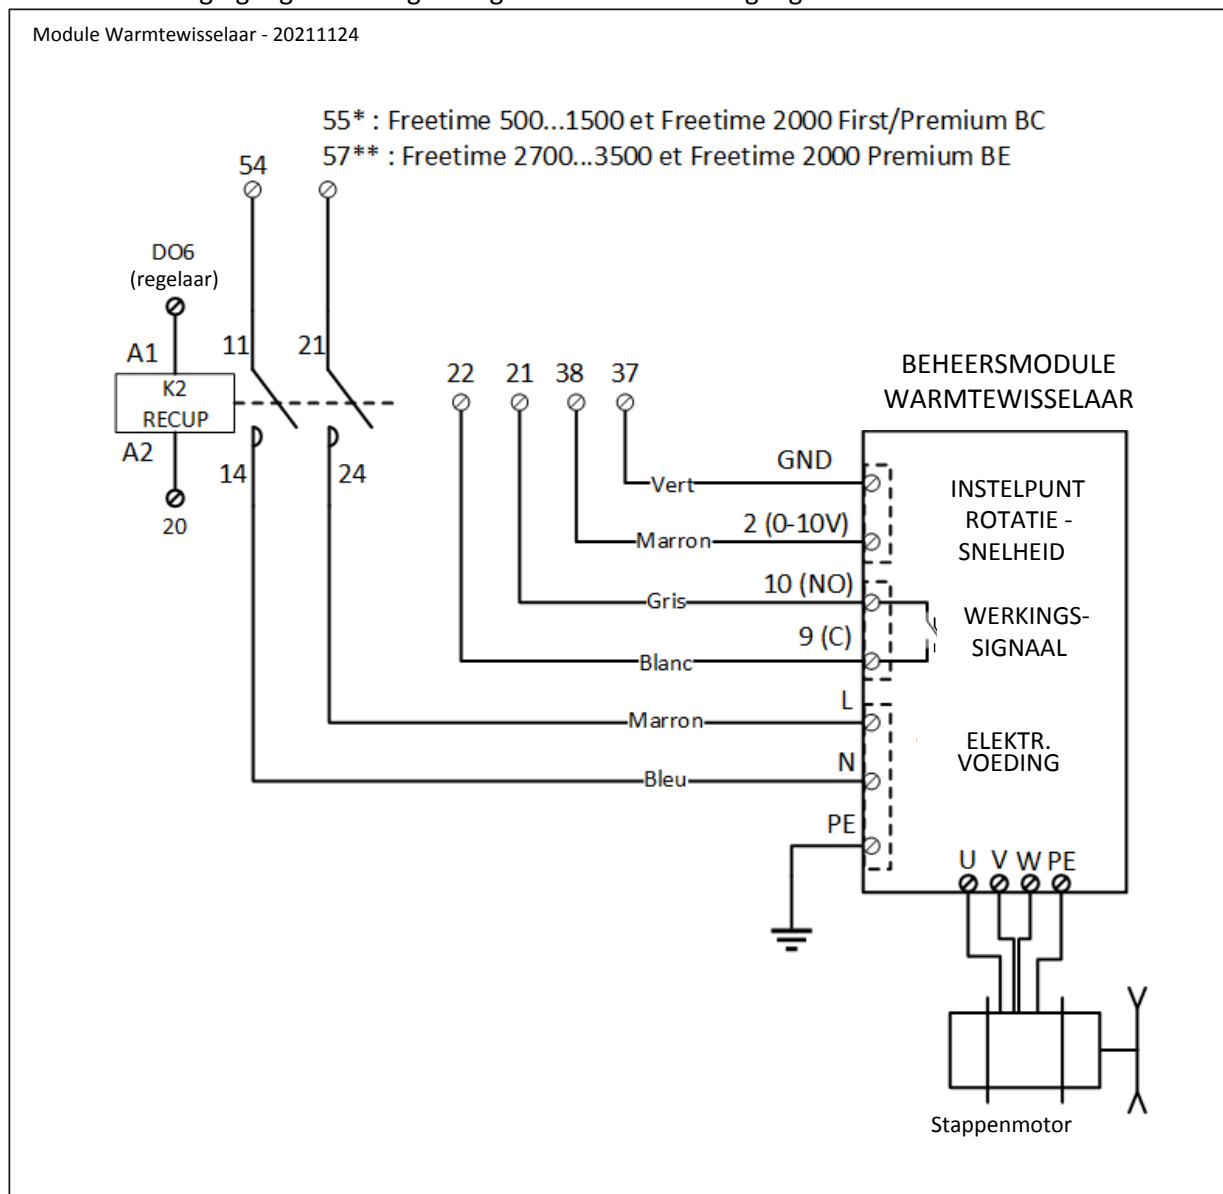 Module Warmtewisselaar - 20211124
55* : Freetime 500...1500 et Freetime 2000 First/Premium BC
57** : Freetime 2700...3500 et Freetime 2000 Premium BE
54
DO6
(regelaar)
A1
11
21
K2
RECUP
A2
14
24
20
22
21
38
37
BEHEERSMODULE
WARMTEWISSELAAR
GND
Vert
INSTELPUNT
ROTATIE -
SNELHEID
2 (0-10V)
Marron
10 (NO)
Gris
WERKINGS-
SIGNAAL
9 (C)
Blanc
L
Marron
ELEKTR.
VOEDING
N
Bleu
PE
U V W PE
Stappenmotor